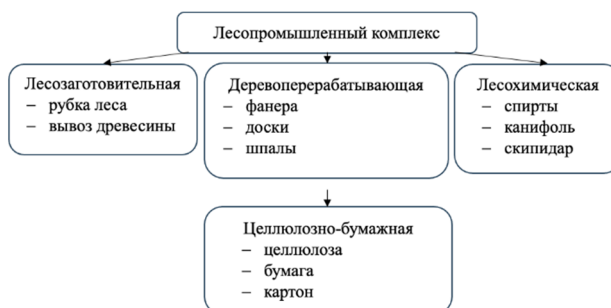 Лесопромышленный комплекс
Лесозаготовительная
– рубка леса
– вывоз древесины
Деревоперерабатывающая
– фанера
– доски
– шпалы
Лесохимическая
– спирты
– канифоль
– скипидар
Целлюлозно-бумажная
– целлюлоза
– бумага
– картон